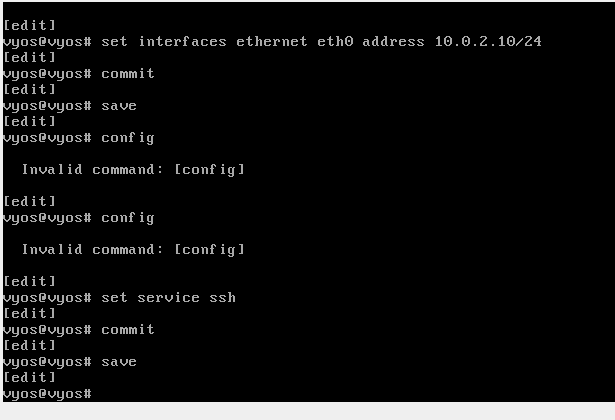 [edit]
vyos@vyos# set interfaces ethernet eth0 address 10.0.2.10/24
[edit]
vyos@vyos# commit
[edit]
vyos@vyos# save
[edit]
vyos@vyos# config
Invalid command: [config]
[edit]
vyos@vyos# config
Invalid command: [config]
[edit]
vyos@vyos# set service ssh
[edit]
vyos@vyos# commit
[edit]
vyos@vyos# save
[edit]
vyos@vyos#